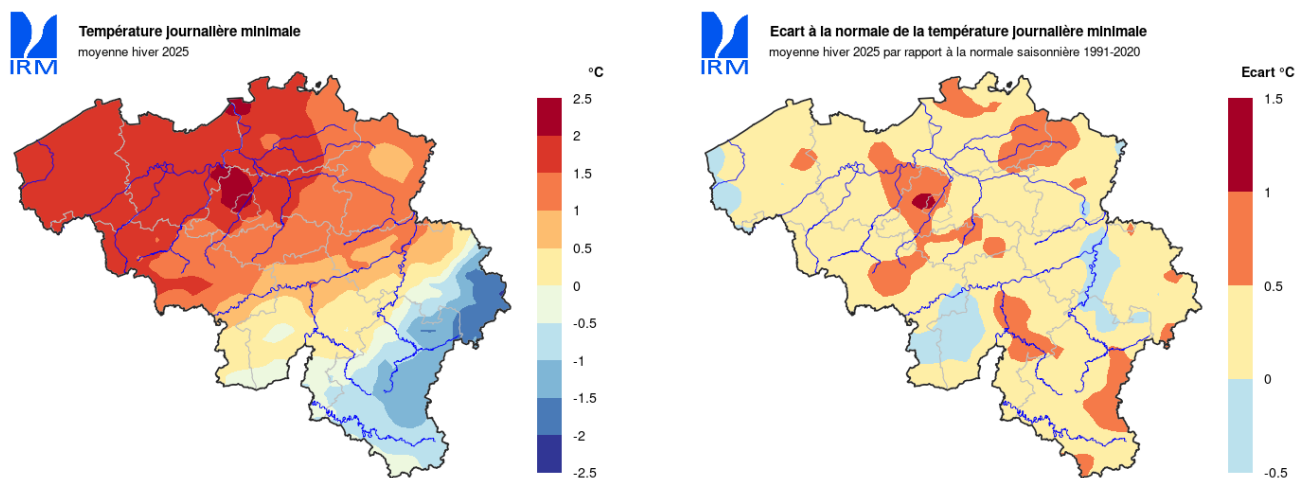 IRM
Température journalière minimale
moyenne hiver 2025
°C
2.5
2
1.5
1
0.5
0
-0.5
-1
-1.5
-2
-2.5
IRM
Ecart à la normale de la température journalière minimale
moyenne hiver 2025 par rapport à la normale saisonnière 1991-2020
Ecart °C
1.5
1
0.5
0
-0.5